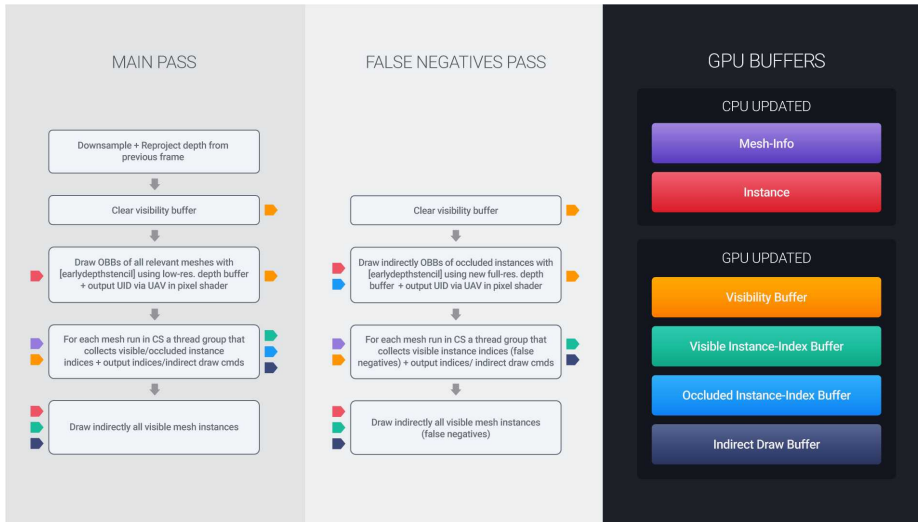 MAIN PASS
Downsample + Reproject depth from
previous frame
Clear visibility buffer
Draw OBBs of all relevant meshes with
[earlydepthstencil] using low-res. depth buffer
+ output UID via UAV in pixel shader
For each mesh run in CS a thread group that
collects visible/occluded instance
indices + output indices/indirect draw cmds
Draw indirectly all visible mesh instances
FALSE NEGATIVES PASS
Clear visibility buffer
Draw indirectly OBBs of occluded instances with
[earlydepthstencil] using new full-res. depth
buffer + output UID via UAV in pixel shader
For each mesh run in CS a thread group that
collects visible instance indices (false
negatives) + output indices/ indirect draw cmds
Draw indirectly all visible mesh instances
(false negatives)
GPU BUFFERS
CPU UPDATED
Mesh-Info
Instance
GPU UPDATED
Visibility Buffer
Visible Instance-Index Buffer
Occluded Instance-Index Buffer
Indirect Draw Buffer